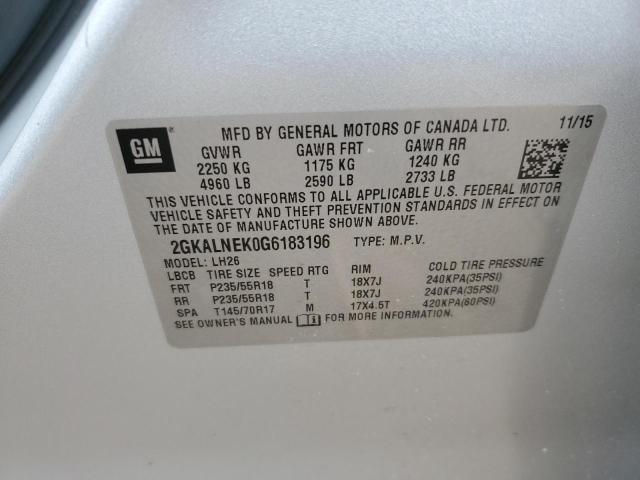 MFD BY GENERAL MOTORS OF CANADA LTD. 11/15
GM
GVWR GAWR FRT GAWR RR
2250 KG 1175 KG 1240 KG
4960 LB 2590 LB 2733 LB
THIS VEHICLE CONFORMS TO ALL APPLICABLE U.S. FEDERAL MOTOR
VEHICLE SAFETY AND THEFT PREVENTION STANDARDS IN EFFECT ON
THE DATE OF MANUFACTURE SHOWN ABOVE.
2GKALNEK0G6183196 TYPE: M.P.V.
MODEL: LH26
LBCB TIRE SIZE SPEED RTG RIM COLD TIRE PRESSURE
FRT P235/55R18 T 18X7J 240KPA(35PSI)
RR P235/55R18 T 18X7J 240KPA(35PSI)
SPA T145/70R17 M 17X4.5T 420KPA(60PSI)
SEE OWNER'S MANUAL FOR MORE INFORMATION.